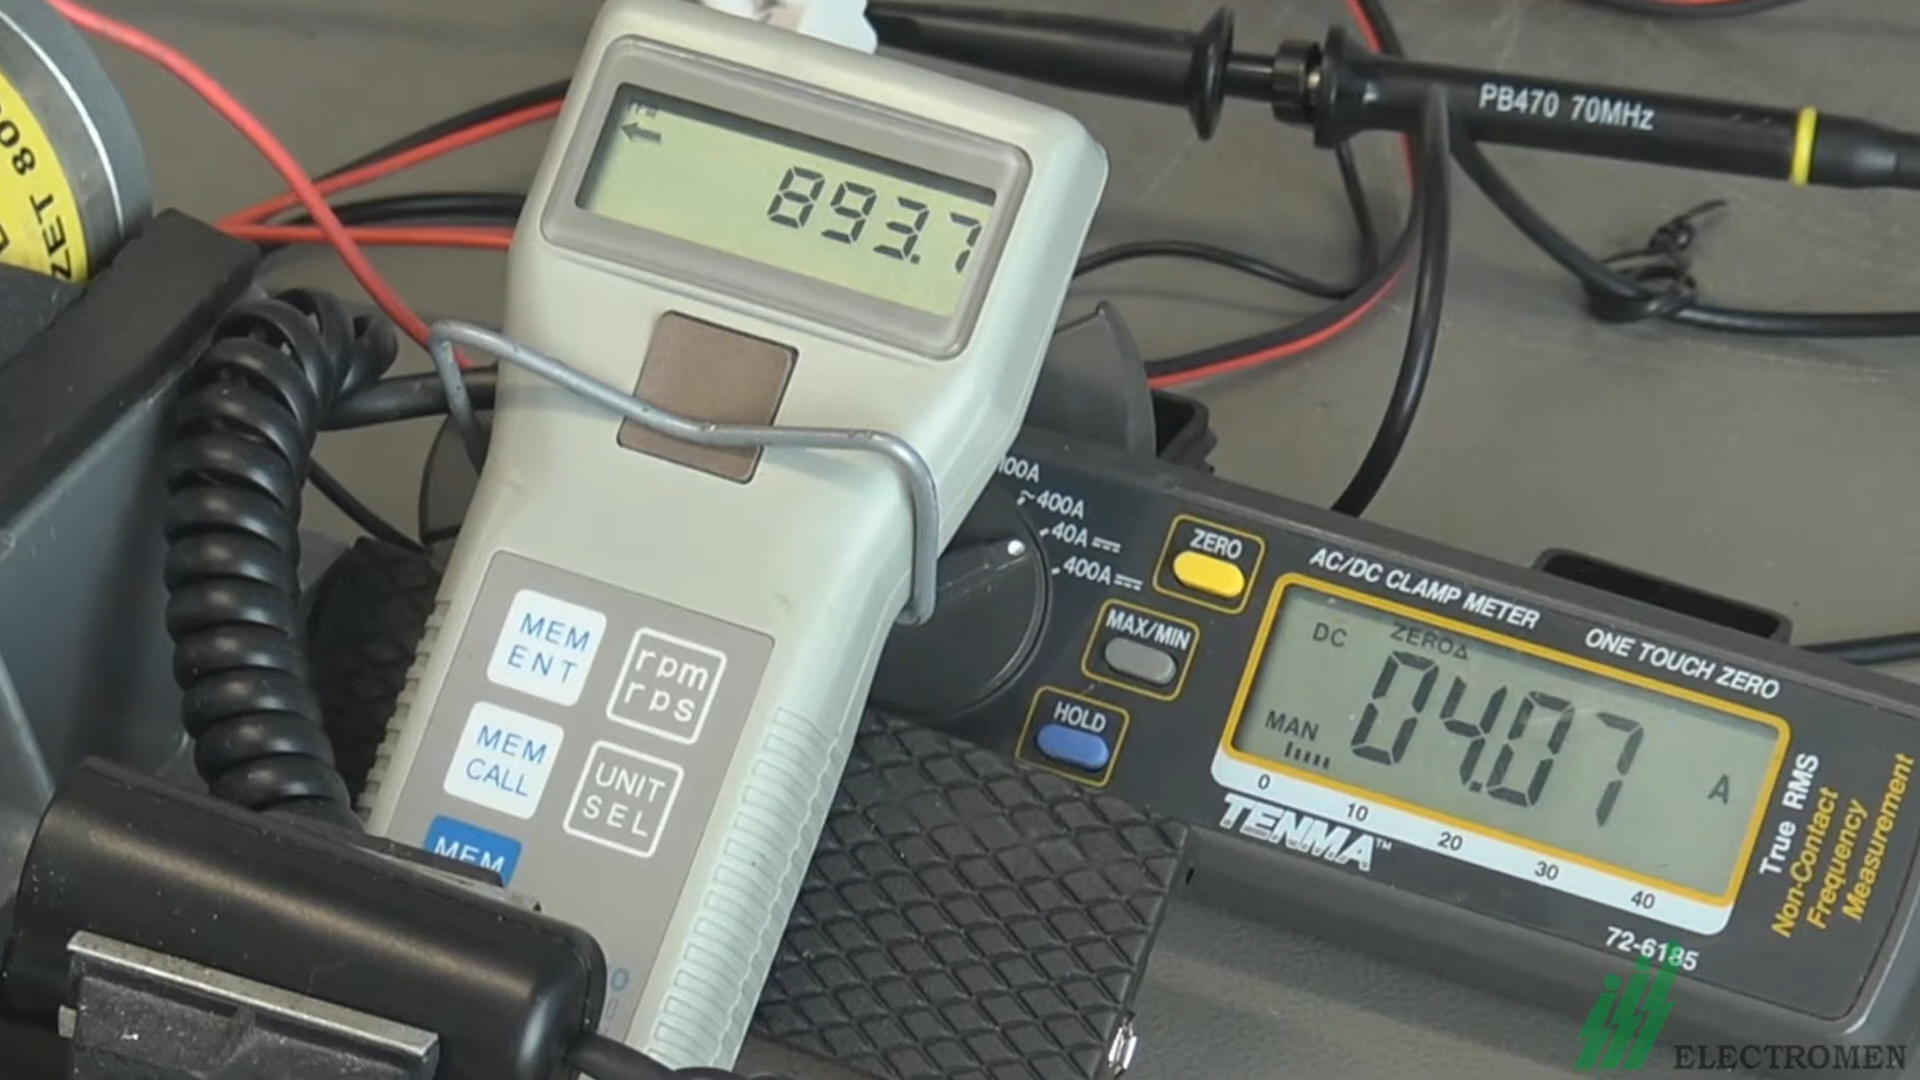 PB470 70MHz
893.7
~400A
40A
400A
ZERO
MAX/MIN
HOLD
AC/DC CLAMP METER
ONE TOUCH ZERO
DC
ZEROΔ
MAN
04.07
A
0
10
20
30
40
TENMA™
72-6185
True RMS
Non-Contact
Frequency
Measurement
MEM
ENT
rpm
rps
MEM
CALL
UNIT
SEL
MEM
ELECTROMEN